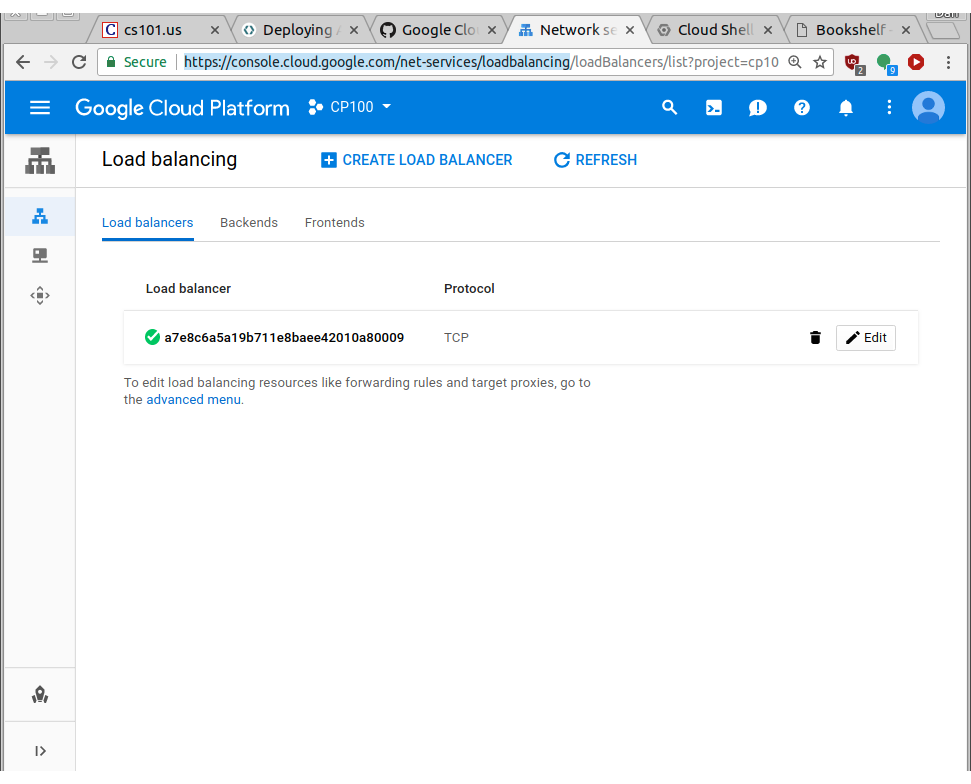 cs101.us
Deploying
Google Clo
Network se
Cloud Shell
Bookshelf
Secure
https://console.cloud.google.com/net-services/loadbalancing/loadBalancers/list?project=cp10
2
9
Google Cloud Platform
CP100
Load balancing
CREATE LOAD BALANCER
REFRESH
Load balancers
Backends
Frontends
Load balancer
Protocol
a7e8c6a5a19b711e8baee42010a80009
TCP
Edit
To edit load balancing resources like forwarding rules and target proxies, go to
the advanced menu.